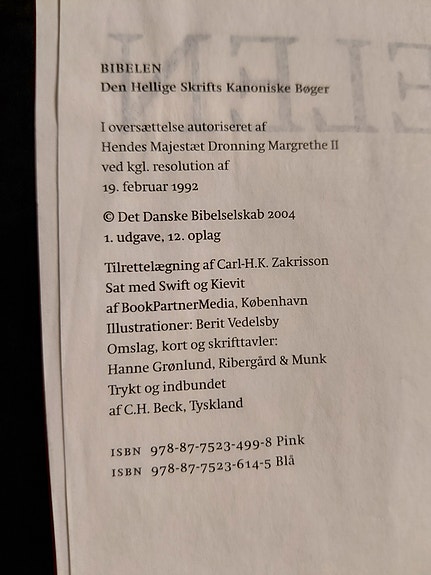 BIBELEN
Den Hellige Skrifts Kanoniske Bøger
I oversættelse autoriseret af
Hendes Majestæt Dronning Margrethe II
ved kgl. resolution af
19. februar 1992
© Det Danske Bibelselskab 2004
1. udgave, 12. oplag
Tilrettelægning af Carl-H.K. Zakrisson
Sat med Swift og Kievit
af BookPartnerMedia, København
Illustrationer: Berit Vedelsby
Omslag, kort og skrifttavler:
Hanne Grønlund, Ribergård & Munk
Trykt og indbundet
af C.H. Beck, Tyskland
ISBN 978-87-7523-499-8 Pink
ISBN 978-87-7523-614-5 Blå